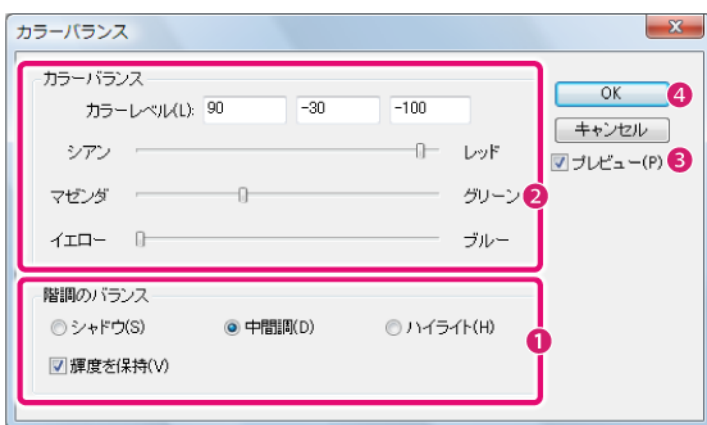 カラーバランス
カラーバランス
カラーレベル(L): 90 -30 -100
シアン レッド
マゼンダ グリーン 2
イエロー ブルー
OK 4
キャンセル
プレビュー(P) 3
階調のバランス
シャドウ(S) 中間調(D) ハイライト(H)
1
輝度を保持(V)